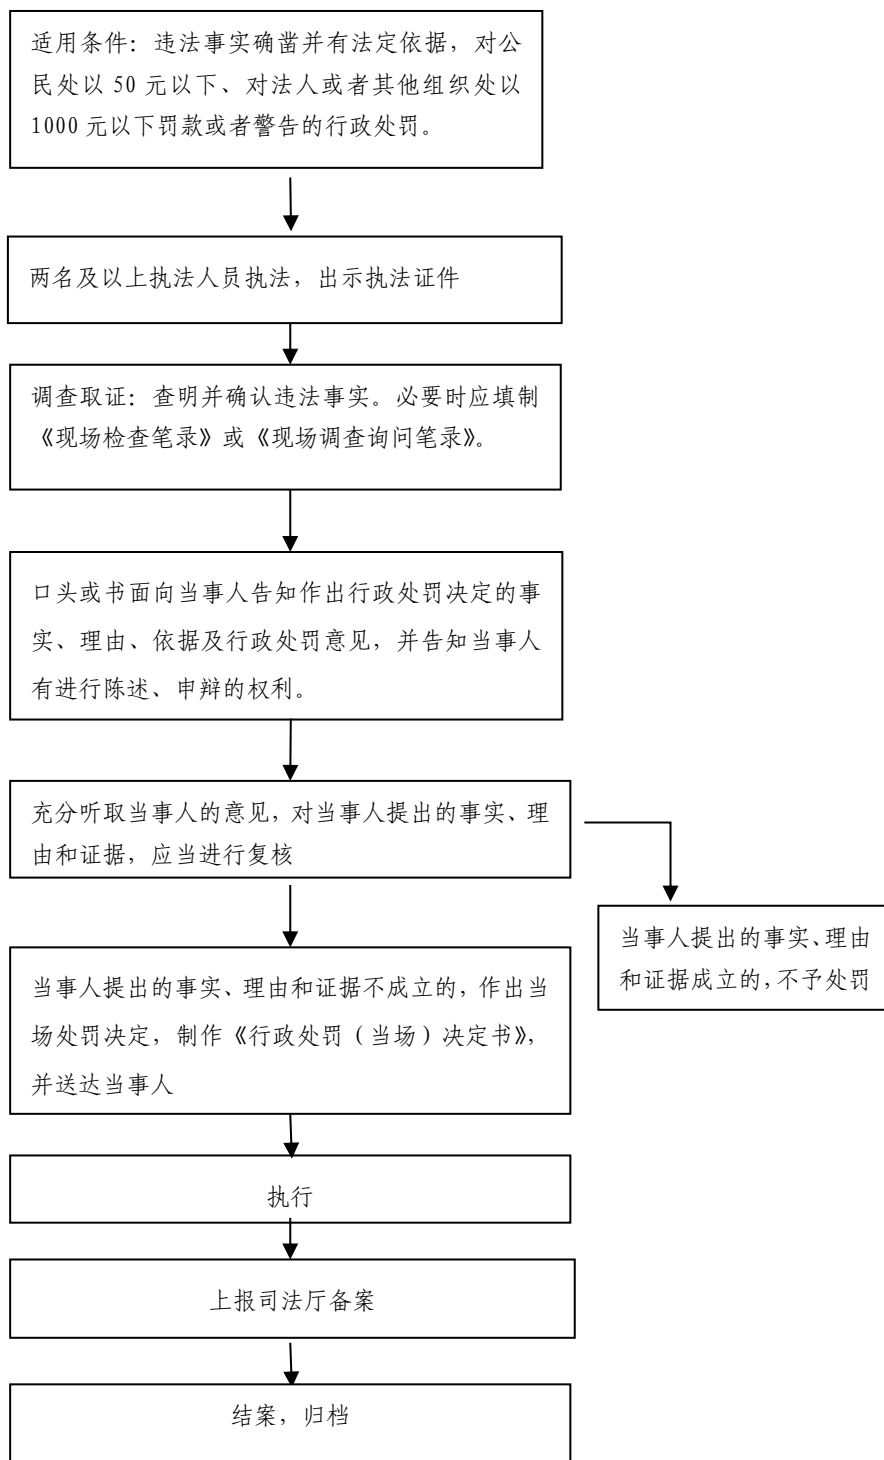 适用条件：违法事实确凿并有法定依据，对公
民处以 50 元以下、对法人或者其他组织处以
1000 元以下罚款或者警告的行政处罚。
两名及以上执法人员执法，出示执法证件
调查取证：查明并确认违法事实。必要时应填制
《现场检查笔录》或《现场调查询问笔录》。
口头或书面向当事人告知作出行政处罚决定的事
实、理由、依据及行政处罚意见，并告知当事人
有进行陈述、申辩的权利。
充分听取当事人的意见，对当事人提出的事实、理
由和证据，应当进行复核
当事人提出的事实、理由
和证据成立的，不予处罚
当事人提出的事实、理由和证据不成立的，作出当
场处罚决定，制作《行政处罚（当场）决定书》，
并送达当事人
执行
上报司法厅备案
结案，归档